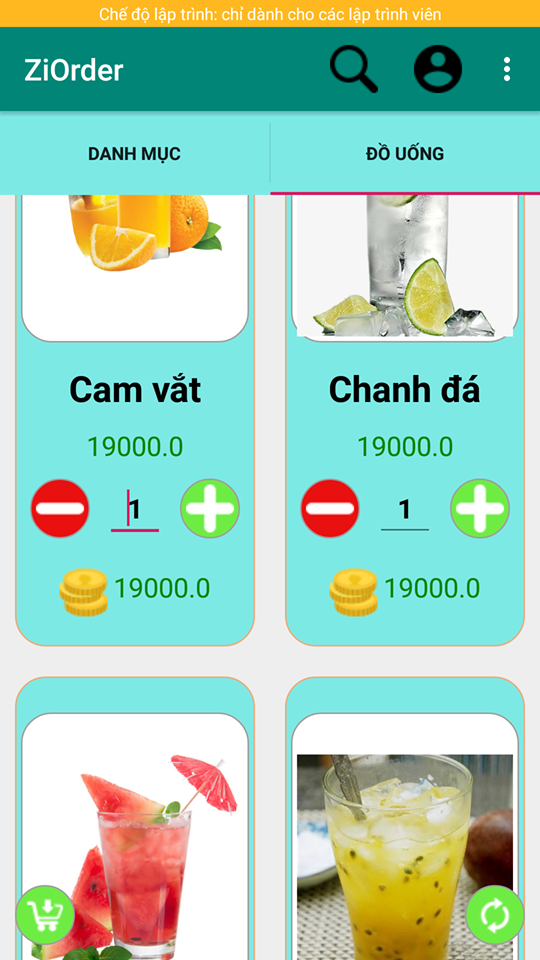 Chế độ lập trình: chỉ dành cho các lập trình viên
ZiOrder
DANH MỤC
ĐỒ UỐNG
Cam vắt
Chanh đá
19000.0
19000.0
1
1
19000.0
19000.0